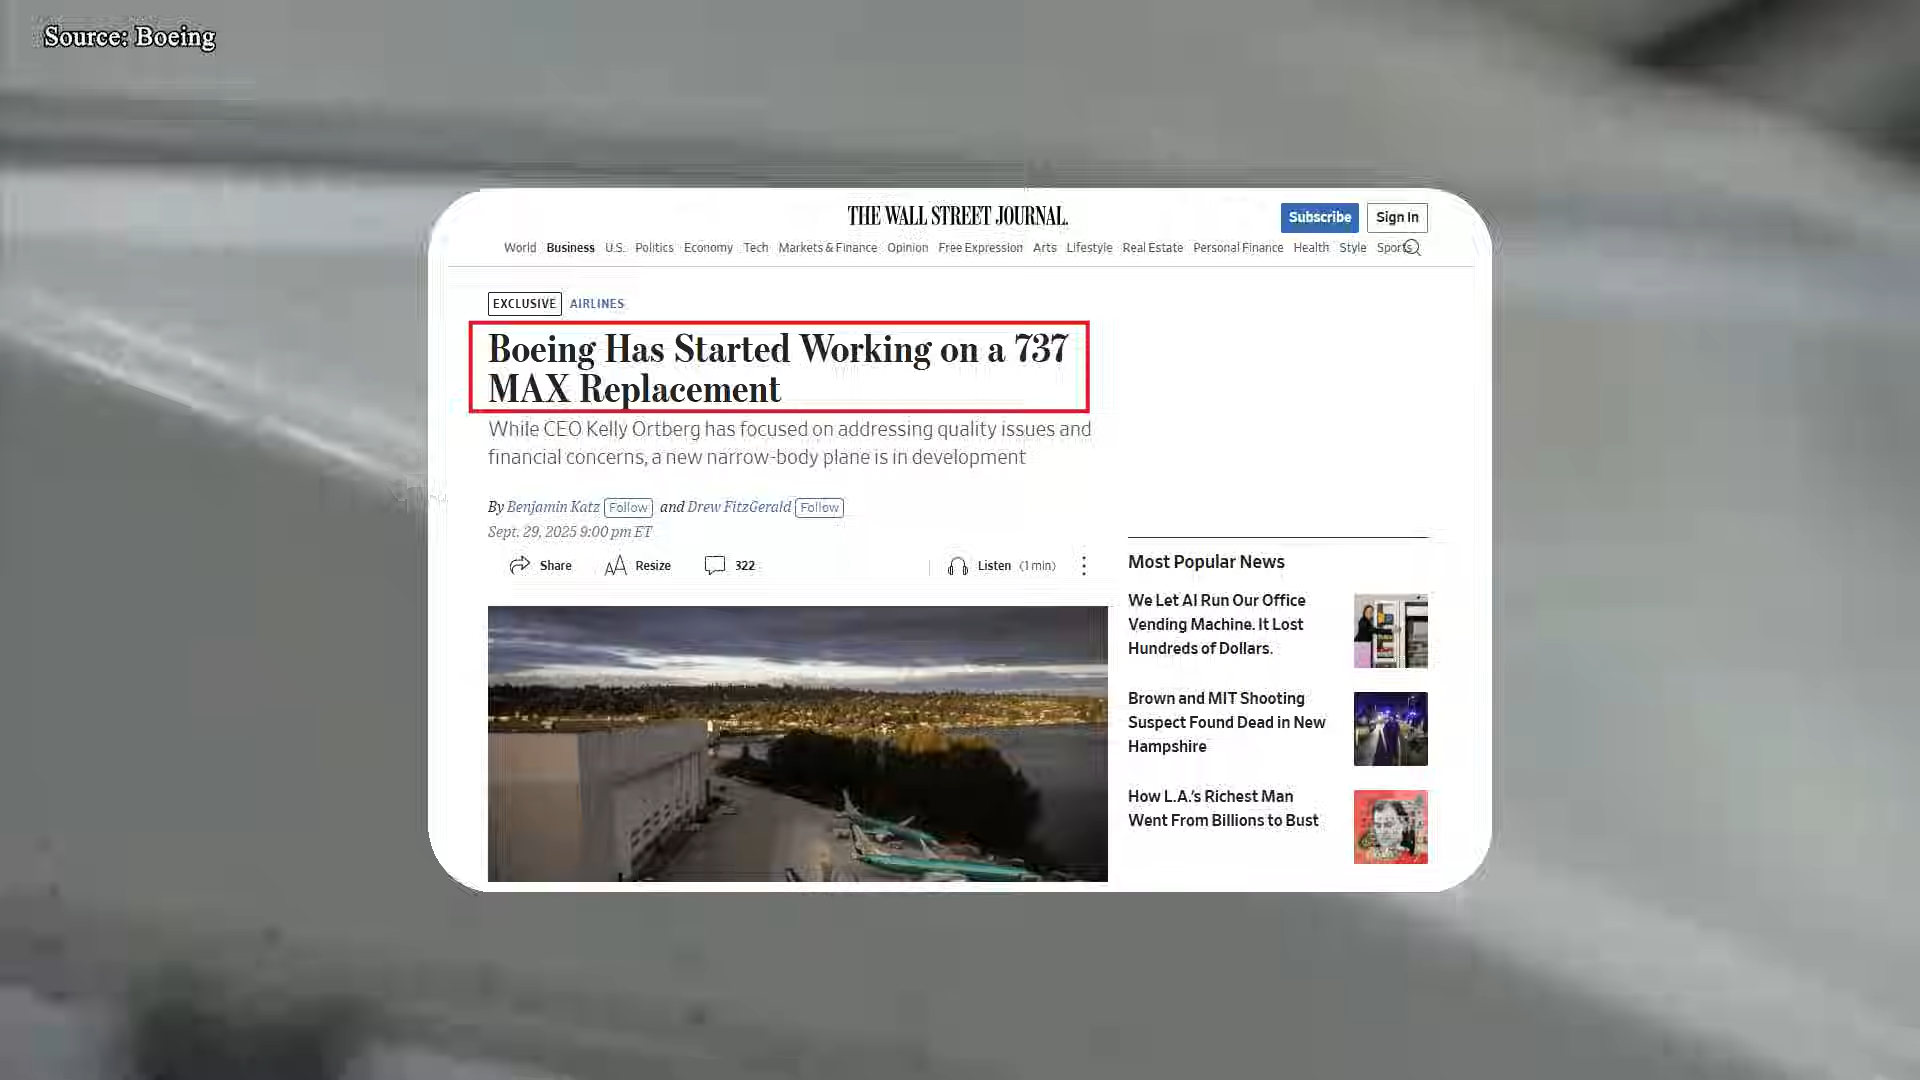 Source: Boeing
THE WALL STREET JOURNAL.
Subscribe
Sign In
World Business U.S. Politics Economy Tech Markets & Finance Opinion Free Expression Arts Lifestyle Real Estate Personal Finance Health Style Sports
EXCLUSIVE AIRLINES
Boeing Has Started Working on a 737
MAX Replacement
While CEO Kelly Ortberg has focused on addressing quality issues and
financial concerns, a new narrow-body plane is in development
By Benjamin Katz Follow and Drew FitzGerald Follow
Sept. 29, 2025 9:00 pm ET
Share Resize 322 Listen (1 min)
Most Popular News
We Let AI Run Our Office
Vending Machine. It Lost
Hundreds of Dollars.
Brown and MIT Shooting
Suspect Found Dead in New
Hampshire
How L.A.'s Richest Man
Went From Billions to Bust